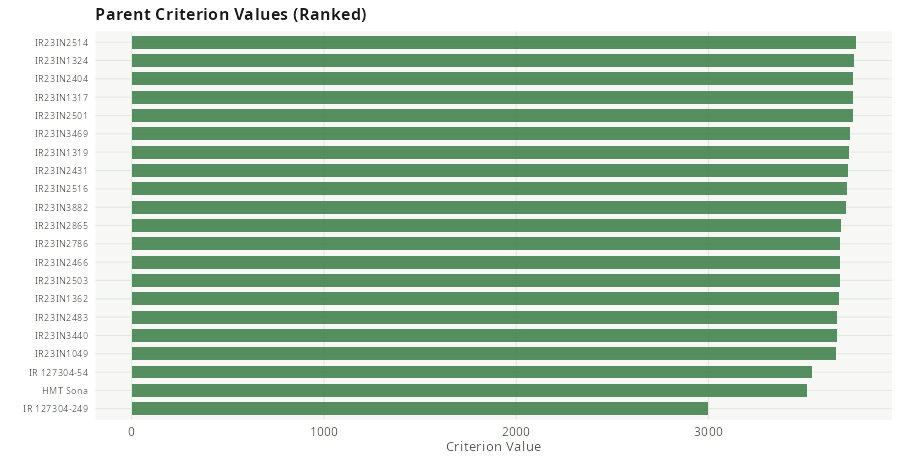 Parent Criterion Values (Ranked)
IR23IN2514
IR23IN1324
IR23IN2404
IR23IN1317
IR23IN2501
IR23IN3469
IR23IN1319
IR23IN2431
IR23IN2516
IR23IN3882
IR23IN2865
IR23IN2786
IR23IN2466
IR23IN2503
IR23IN1362
IR23IN2483
IR23IN3440
IR23IN1049
IR 127304-54
HMT Sona
IR 127304-249
0 1000 2000 3000
Criterion Value